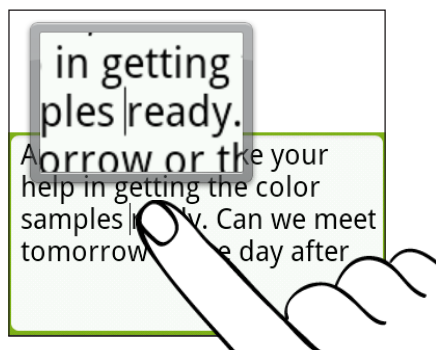 in getting
ples ready.
orrow or th
A ke your
help in getting the color
samples r y. Can we meet
tomorrow e day after